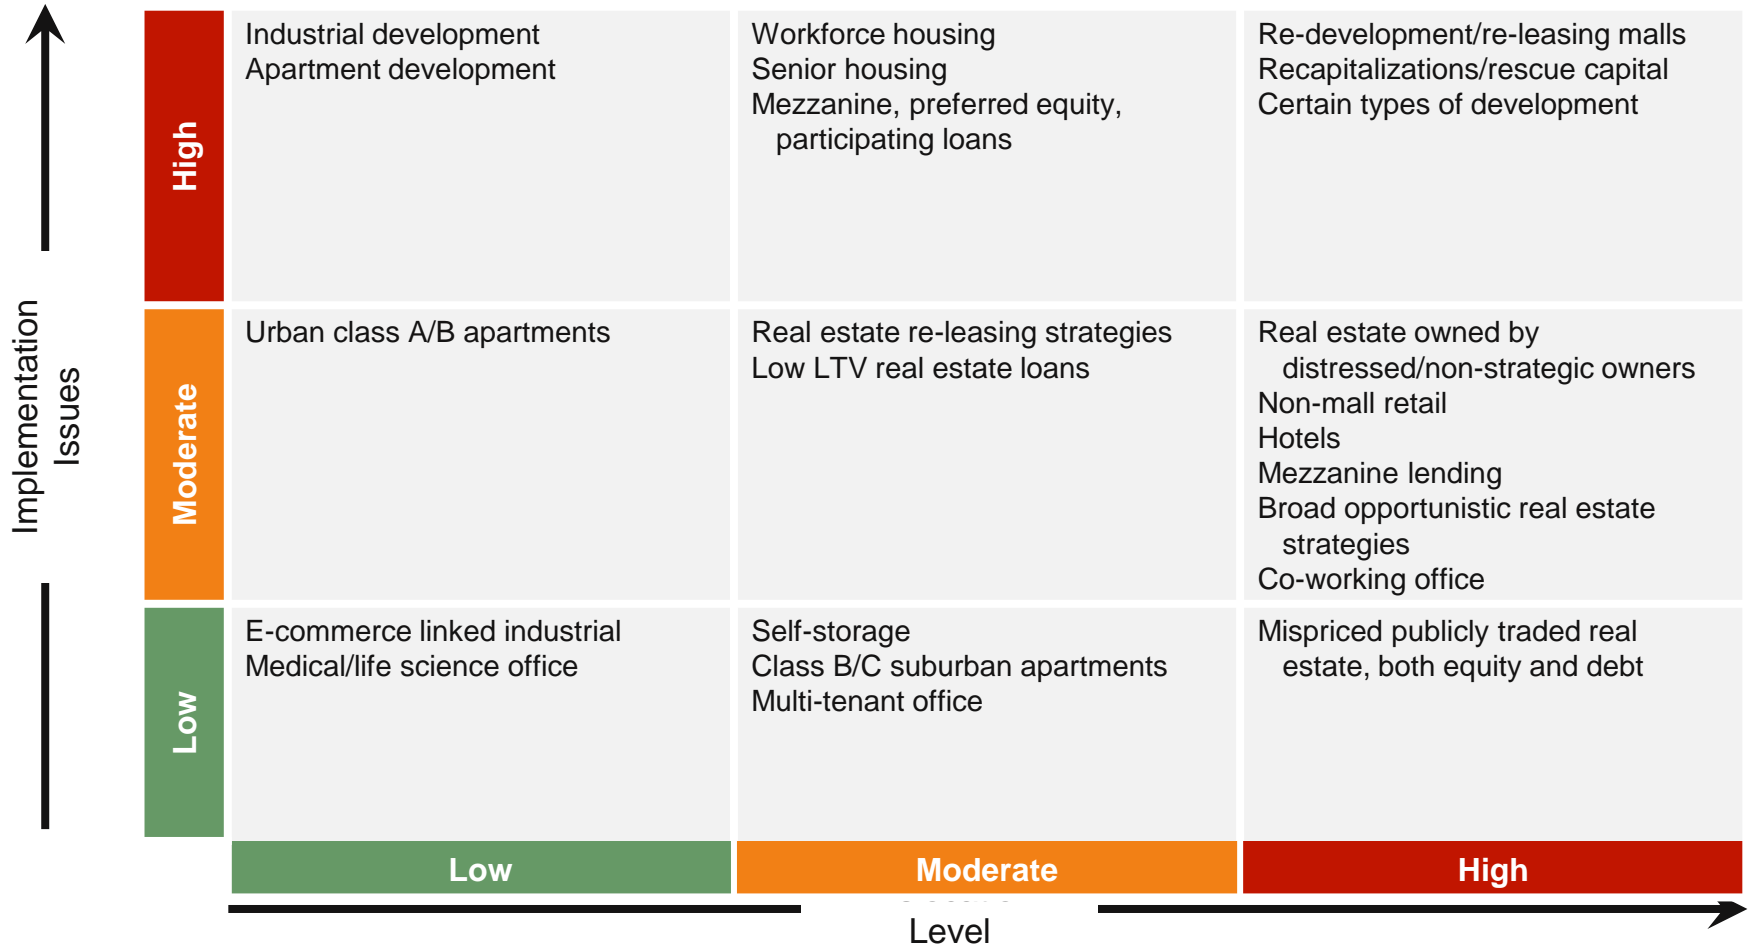 High
Industrial development
Apartment development
Workforce housing
Senior housing
Mezzanine, preferred equity,
participating loans
Re-development/re-leasing malls
Recapitalizations/rescue capital
Certain types of development
Implementation
Issues
Moderate
Urban class A/B apartments
Real estate re-leasing strategies
Low LTV real estate loans
Real estate owned by
distressed/non-strategic owners
Non-mall retail
Hotels
Mezzanine lending
Broad opportunistic real estate
strategies
Co-working office
Low
E-commerce linked industrial
Medical/life science office
Self-storage
Class B/C suburban apartments
Multi-tenant office
Mispriced publicly traded real
estate, both equity and debt
Low
Moderate
High
Level